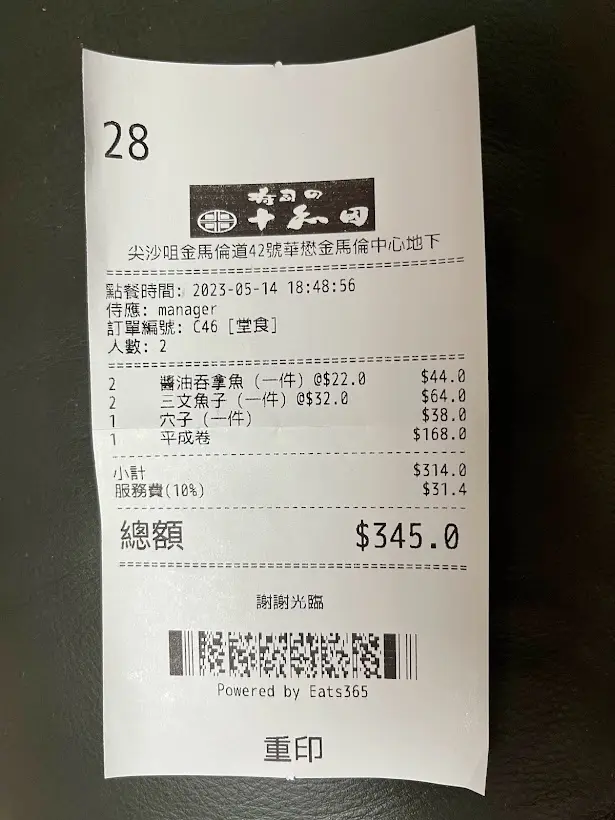 28
寿司の
十和田
尖沙咀金馬倫道42號華懋金馬倫中心地下
點餐時間: 2023-05-14 18:48:56
侍應: manager
訂單編號: C46 [堂食]
人數: 2
2 醬油吞拿魚 (一件) @$22.0 $44.0
2 三文魚子 (一件) @$32.0 $64.0
1 穴子 (一件) $38.0
1 平成卷 $168.0
小計 $314.0
服務費(10%) $31.4
總額 $345.0
謝謝光臨
Powered by Eats365
重印